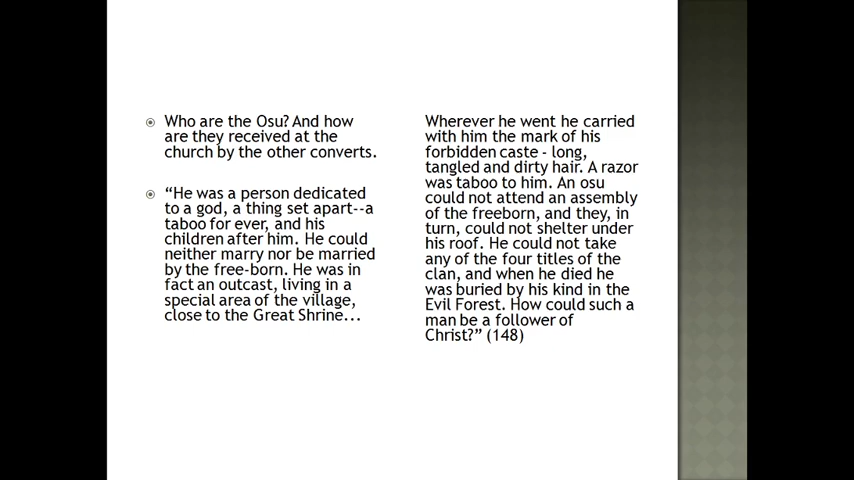 Who are the Osu? And how
are they received at the
church by the other converts.
“He was a person dedicated
to a god, a thing set apart--a
taboo for ever, and his
children after him. He could
neither marry nor be married
by the free-born. He was in
fact an outcast, living in a
special area of the village,
close to the Great Shrine...
Wherever he went he carried
with him the mark of his
forbidden caste - long,
tangled and dirty hair. A razor
was taboo to him. An osu
could not attend an assembly
of the freeborn, and they, in
turn, could not shelter under
his roof. He could not take
any of the four titles of the
clan, and when he died he
was buried by his kind in the
Evil Forest. How could such a
man be a follower of
Christ?” (148)